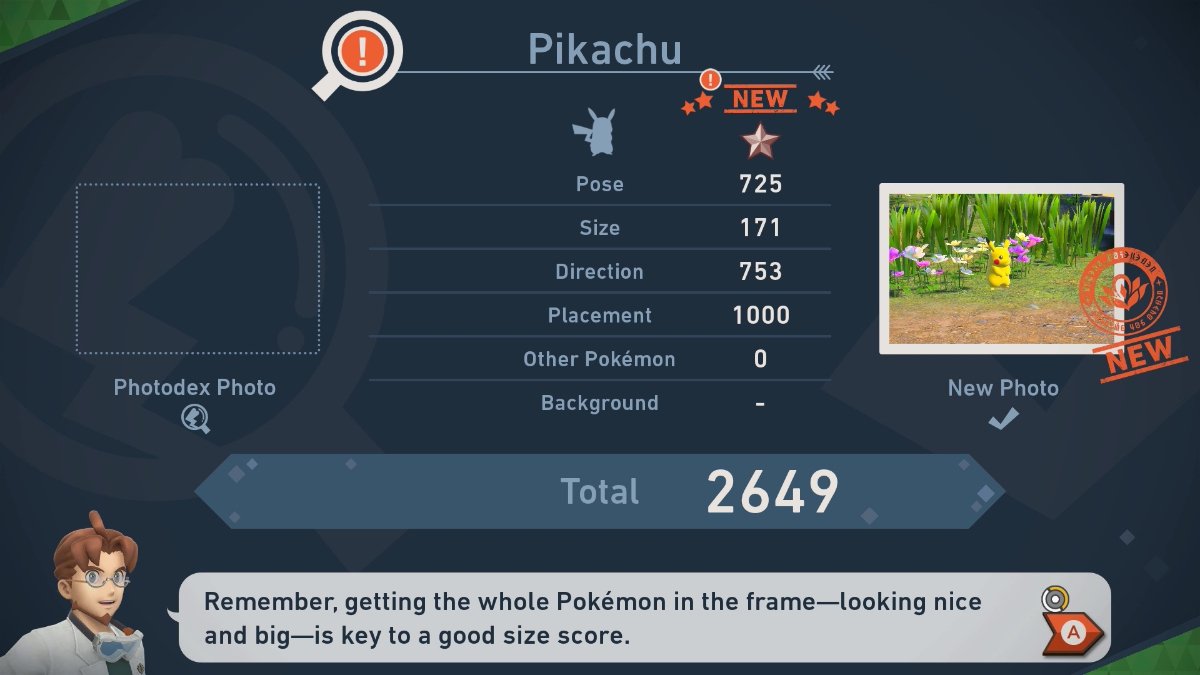 Pikachu
NEW
Pose 725
Size 171
Direction 753
Placement 1000
Other Pokémon 0
Background -
Photodex Photo
New Photo
NEW
Total 2649
Remember, getting the whole Pokémon in the frame—looking nice
and big—is key to a good size score.
A